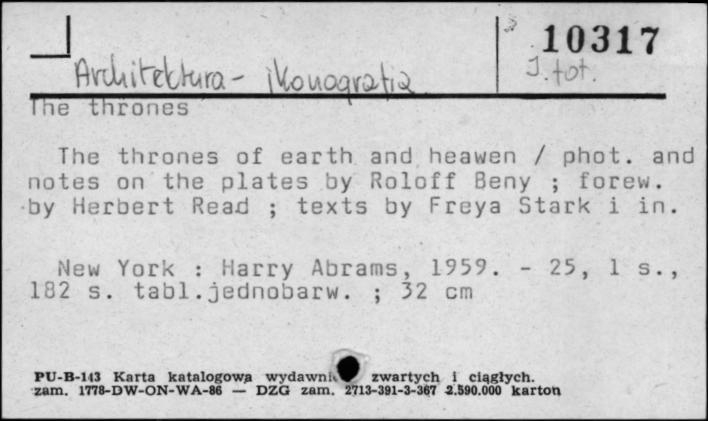 10317
J. fot.
Architektura - ikonografia
The thrones
The thrones of earth and heawen / phot. and
notes on the plates by Roloff Beny ; forew.
by Herbert Read ; texts by Freya Stark i in.
New York : Harry Abrams, 1959. - 25, 1 s.,
182 s. tabl.jednobarw. ; 32 cm
PU-B-143 Karta katalogowa wydawni zwartych i ciągłych.
zam. 1778-DW-ON-WA-86 — DZG zam. 2713-391-3-367 2.590.000 karton